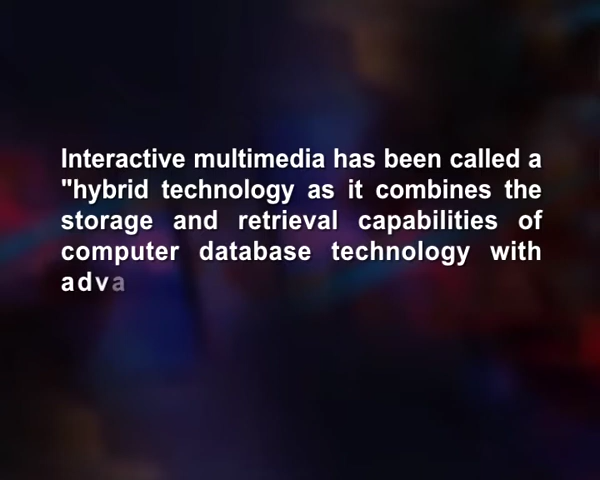 Interactive multimedia has been called a
"hybrid technology as it combines the
storage and retrieval capabilities of
computer database technology with
adva